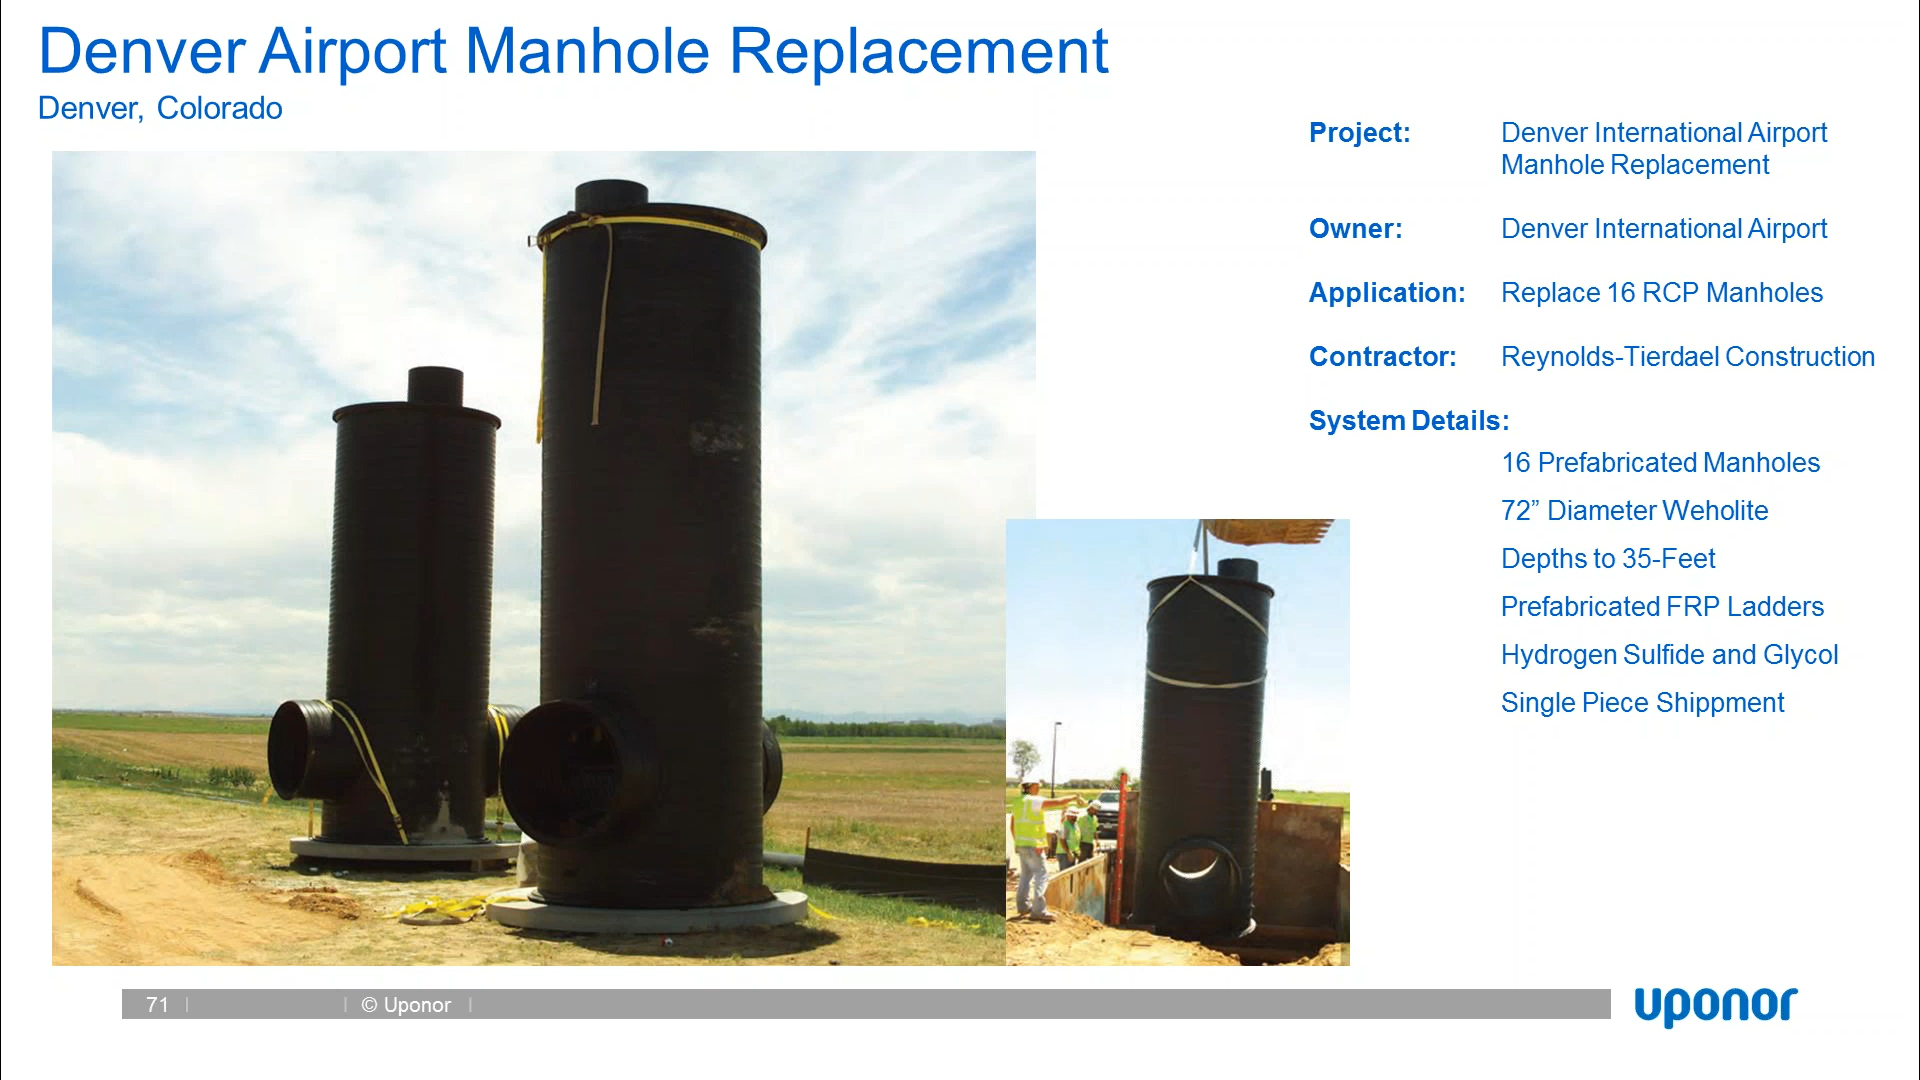 Denver Airport Manhole Replacement
Denver, Colorado
Project: Denver International Airport
Manhole Replacement
Owner: Denver International Airport
Application: Replace 16 RCP Manholes
Contractor: Reynolds-Tierdael Construction
System Details:
16 Prefabricated Manholes
72” Diameter Weholite
Depths to 35-Feet
Prefabricated FRP Ladders
Hydrogen Sulfide and Glycol
Single Piece Shippment
71 | | © Uponor |
uponor